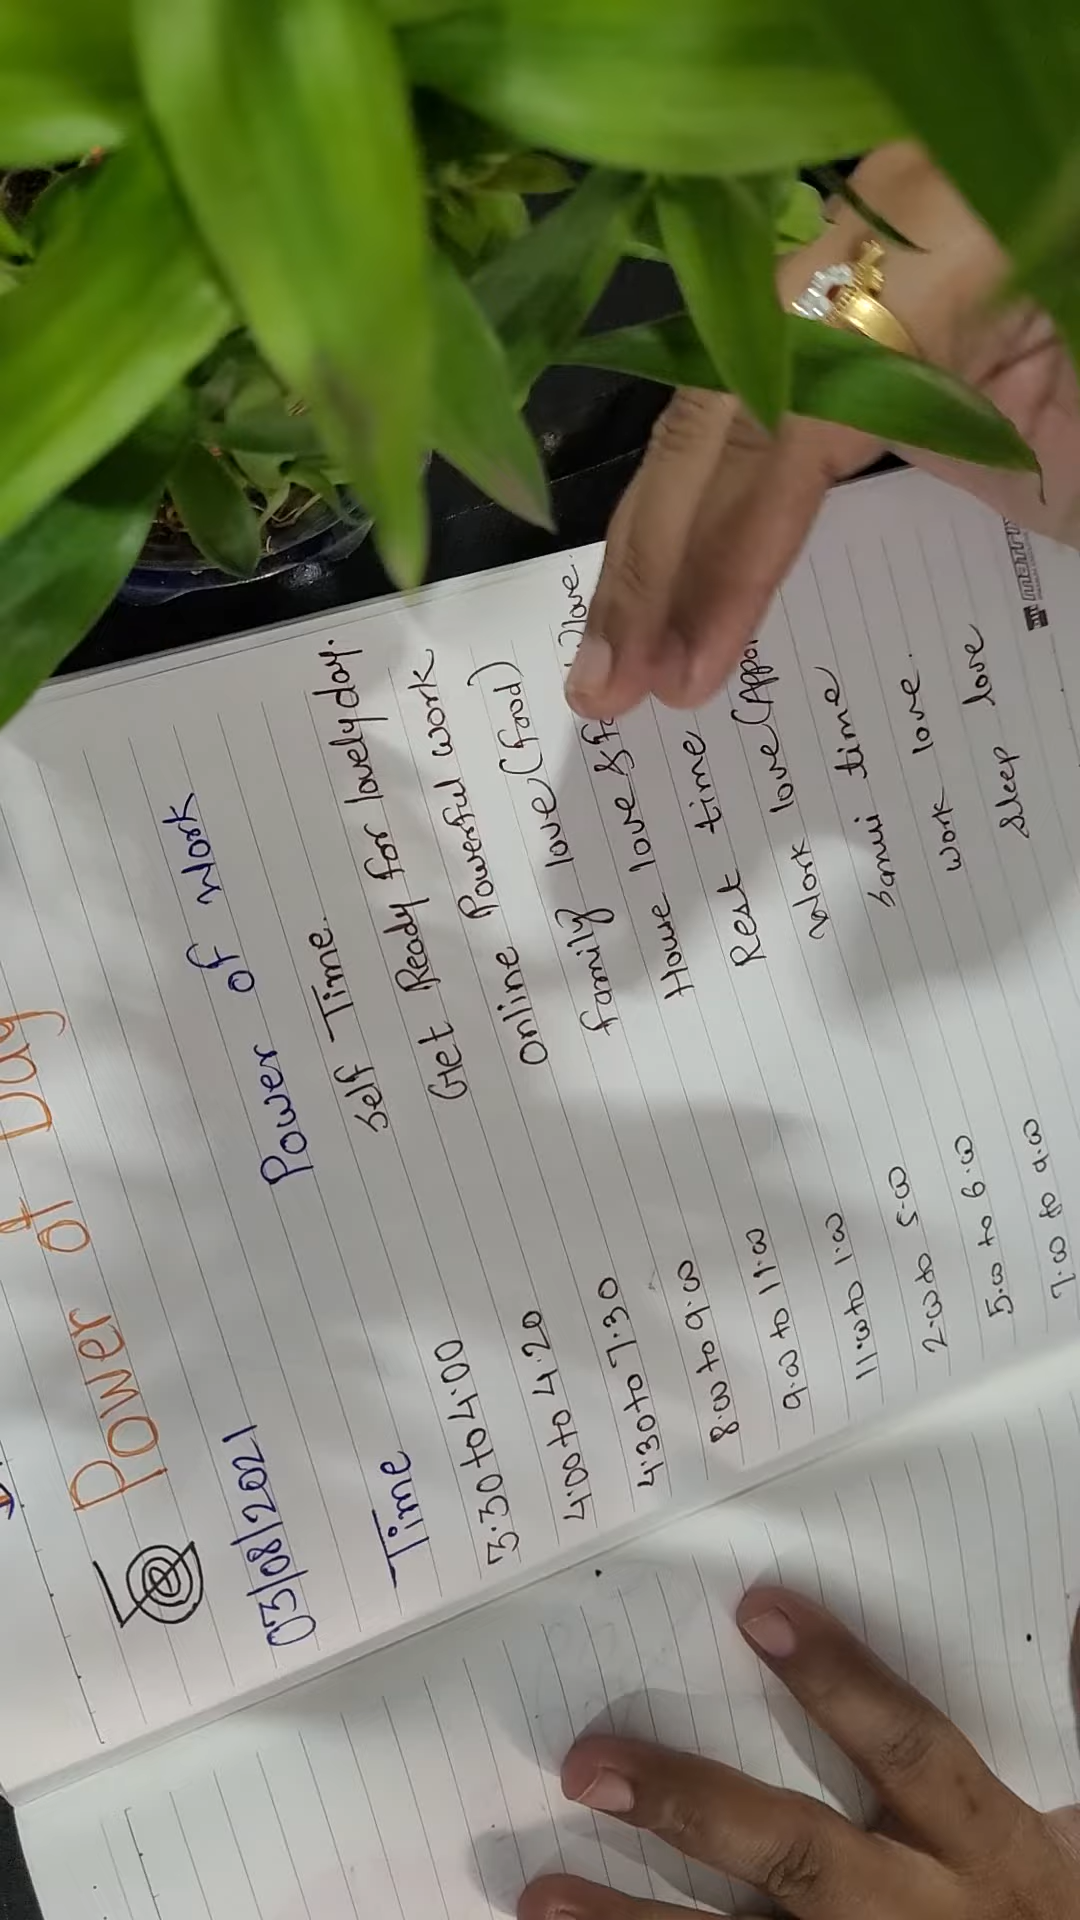 Power of Day
03/08/2021
Power of Work
Time
Self Time.
3:30 to 4:00 Get Ready for lovely day.
4:00 to 4:20 Online Powerful work
4:30 to 7:30 family love (food)
8.00 to 9.00 House love &
9.00 to 11.00 Rest time
11.00 to 1.00 Work love
2.00 to 5.00 time
5.00 to 6.00 work love.
7.00 to 9.00 Sleep love
love.